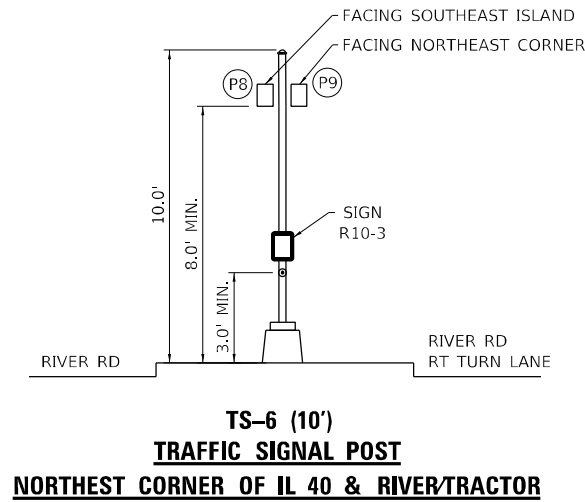 FACING SOUTHEAST ISLAND
FACING NORTHEAST CORNER
P8
P9
10.0'
8.0' MIN.
SIGN
R10-3
3.0' MIN.
RIVER RD
RIVER RD
RT TURN LANE
TS–6 (10')
TRAFFIC SIGNAL POST
NORTHEST CORNER OF IL 40 & RIVER/TRACTOR